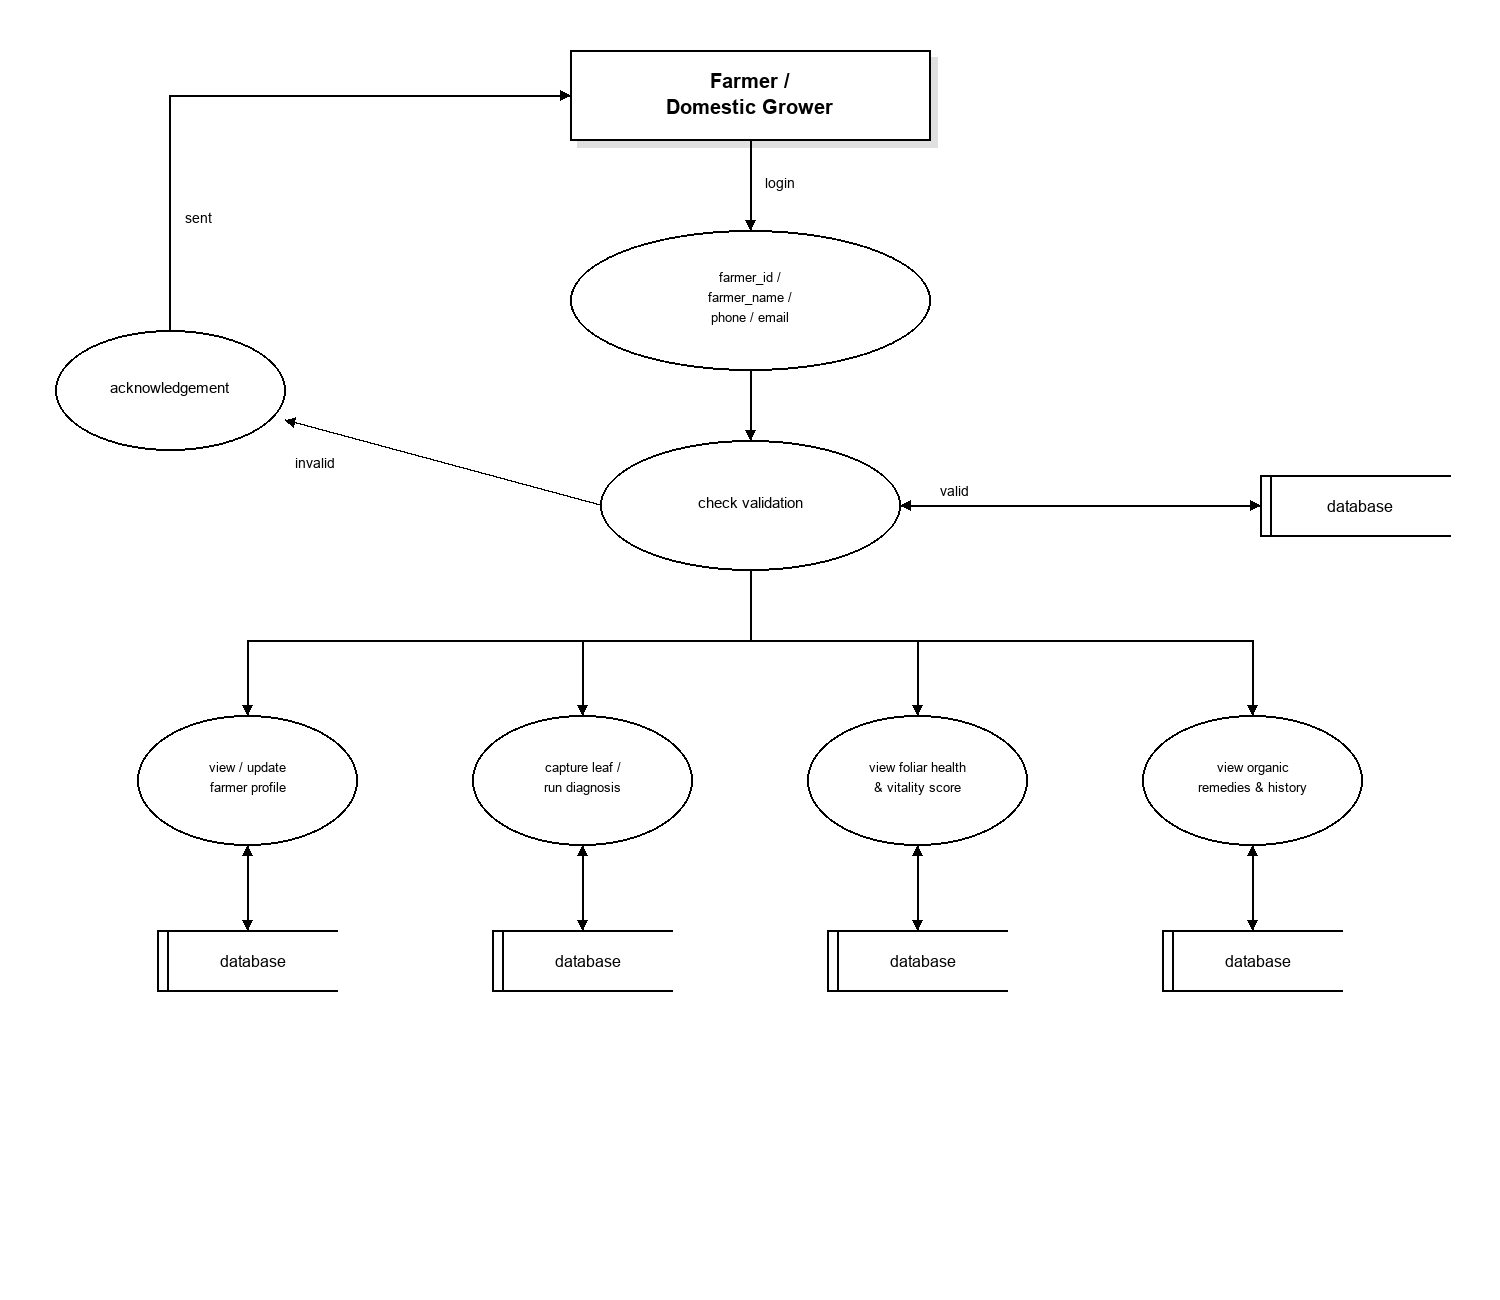 Farmer /
Domestic Grower
login
sent
farmer_id /
farmer_name /
phone / email
acknowledgement
invalid
check validation
valid
database
view / update
farmer profile
capture leaf /
run diagnosis
view foliar health
& vitality score
view organic
remedies & history
database
database
database
database